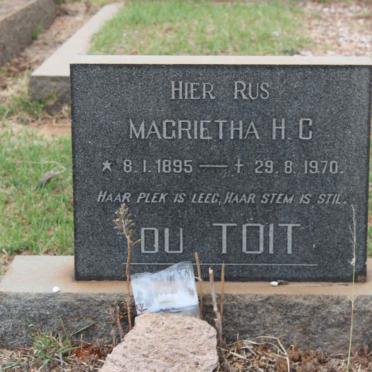 HIER RUS
MAGRIETHA H. C
★ 8. 1. 1895 — † 29. 8. 1970.
HAAR PLEK IS LEEG, HAAR STEM IS STIL.
DU TOIT